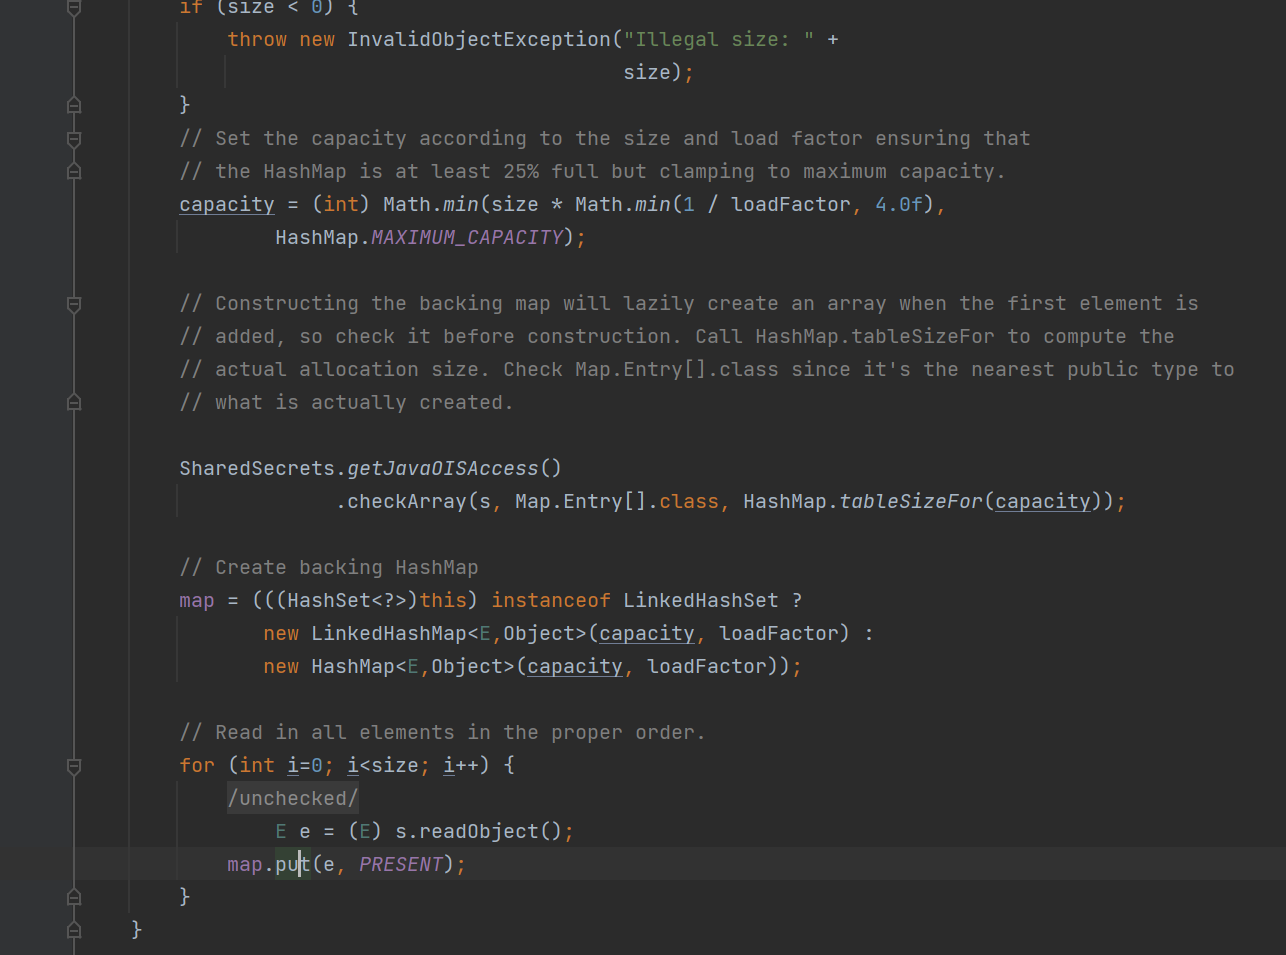 if (size < 0) {
throw new InvalidObjectException("Illegal size: " +
size);
}
// Set the capacity according to the size and load factor ensuring that
// the HashMap is at least 25% full but clamping to maximum capacity.
capacity = (int) Math.min(size * Math.min(1 / loadFactor, 4.0f),
HashMap.MAXIMUM_CAPACITY);
// Constructing the backing map will lazily create an array when the first element is
// added, so check it before construction. Call HashMap.tableSizeFor to compute the
// actual allocation size. Check Map.Entry[].class since it's the nearest public type to
// what is actually created.
SharedSecrets.getJavaOISAccess()
.checkArray(s, Map.Entry[].class, HashMap.tableSizeFor(capacity));
// Create backing HashMap
map = (((HashSet<?>)this) instanceof LinkedHashSet ?
new LinkedHashMap<E,Object>(capacity, loadFactor) :
new HashMap<E,Object>(capacity, loadFactor));
// Read in all elements in the proper order.
for (int i=0; i<size; i++) {
/unchecked/
E e = (E) s.readObject();
map.put(e, PRESENT);
}
}